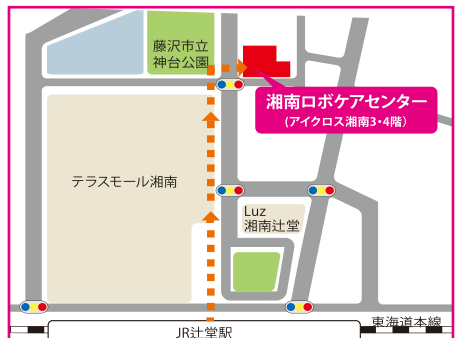 藤沢市立
神台公園
湘南ロボケアセンター
(アイクロス湘南3・4階)
テラスモール湘南
Luz
湘南辻堂
東海道本線
JR辻堂駅